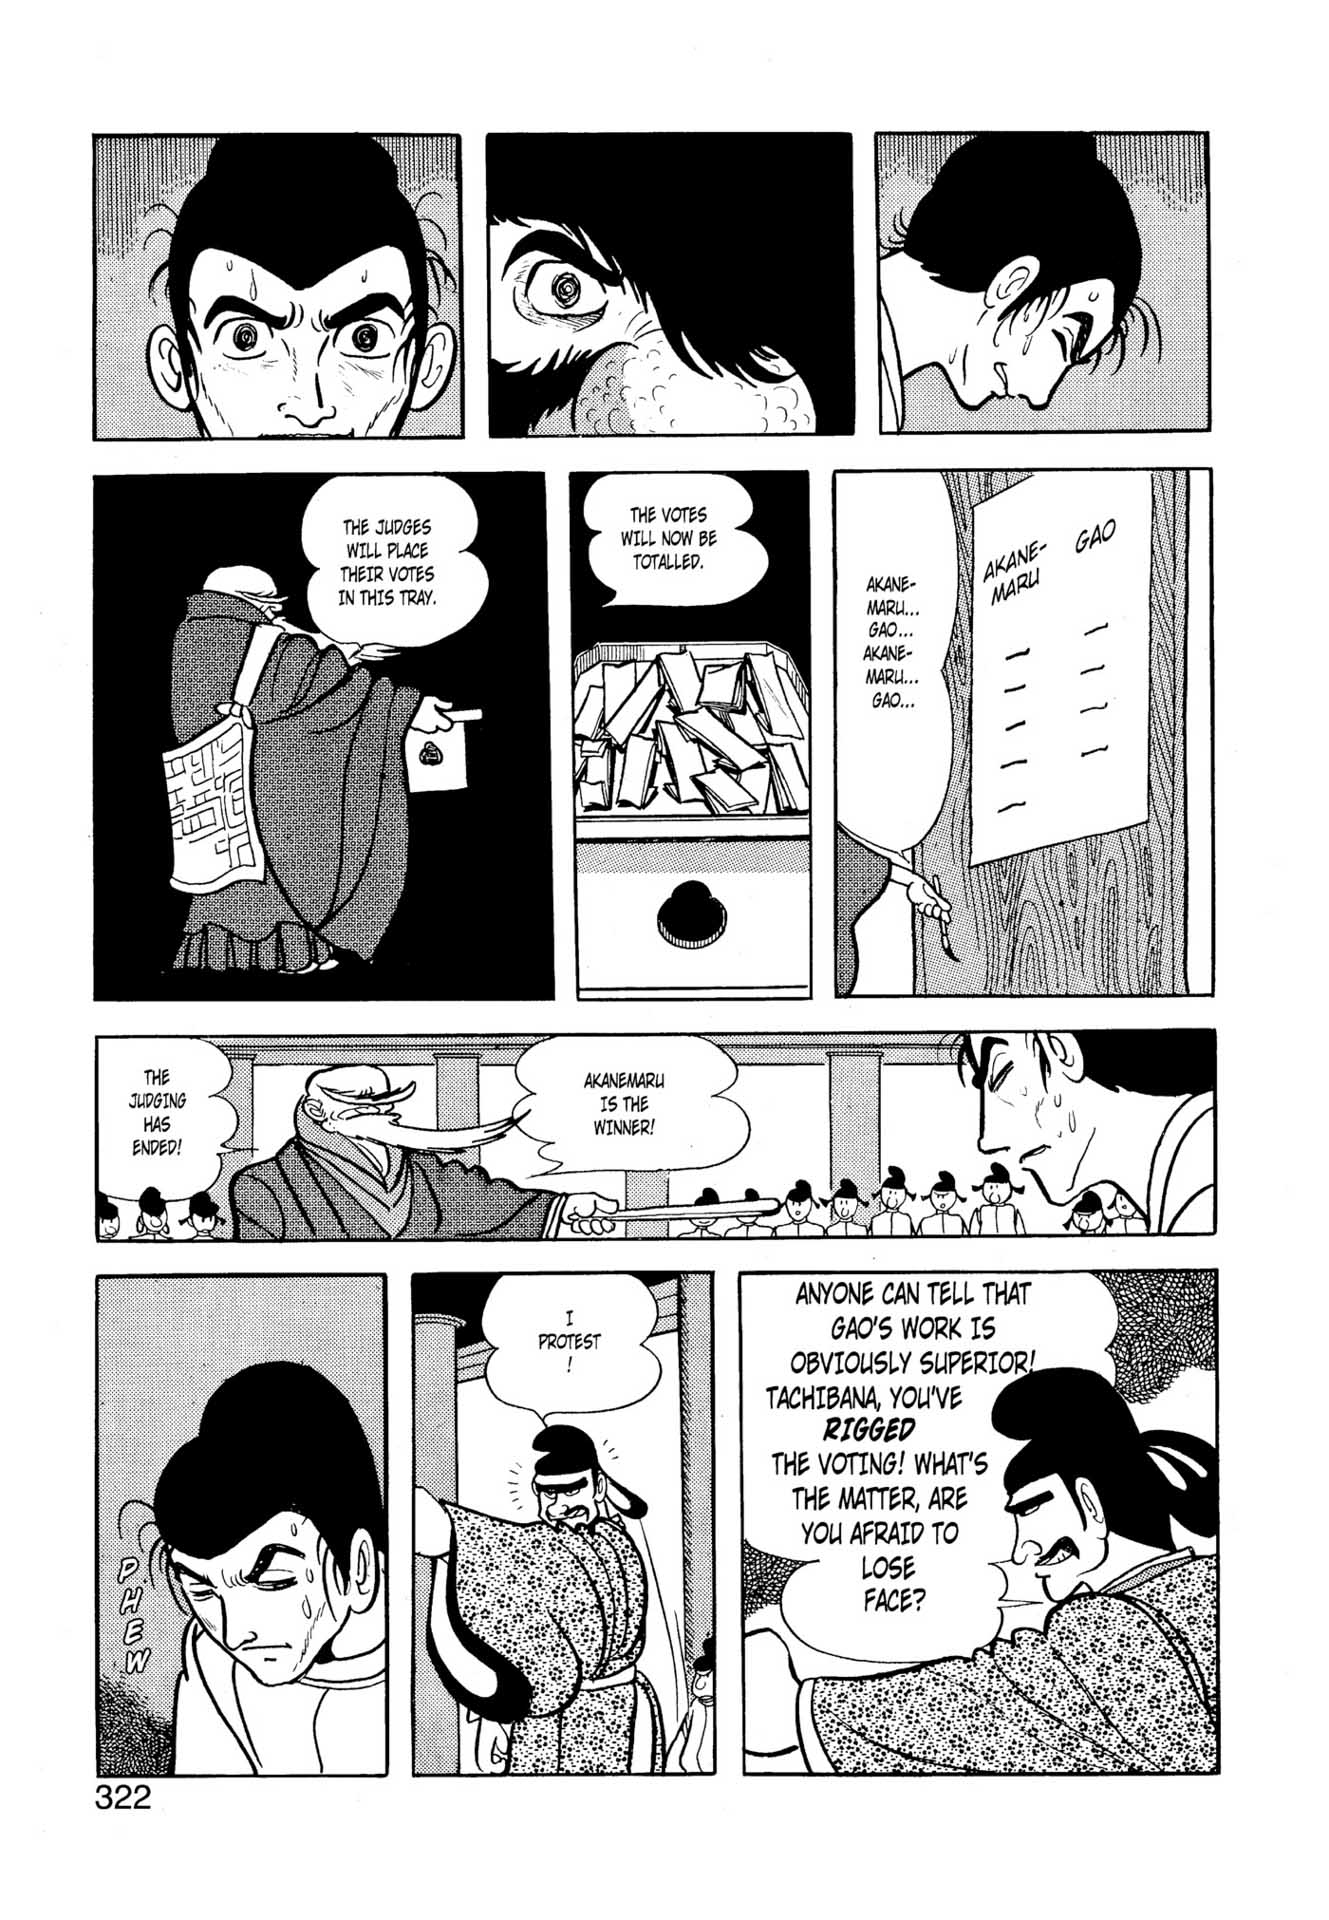 THE JUDGES
WILL PLACE
THEIR VOTES
IN THIS TRAY.
THE VOTES
WILL NOW BE
TOTALLED.
AKANE-
MARU...
GAO...
AKANE-
MARU...
GAO...
AKANE-
MARU
GAO
THE
JUDGING
HAS
ENDED!
AKANEMARU
IS THE
WINNER!
PHEW
I
PROTEST
!
ANYONE CAN TELL THAT
GAO'S WORK IS
OBVIOUSLY SUPERIOR!
TACHIBANA, YOU'VE
RIGGED
THE VOTING! WHAT'S
THE MATTER, ARE
YOU AFRAID TO
LOSE
FACE?
322